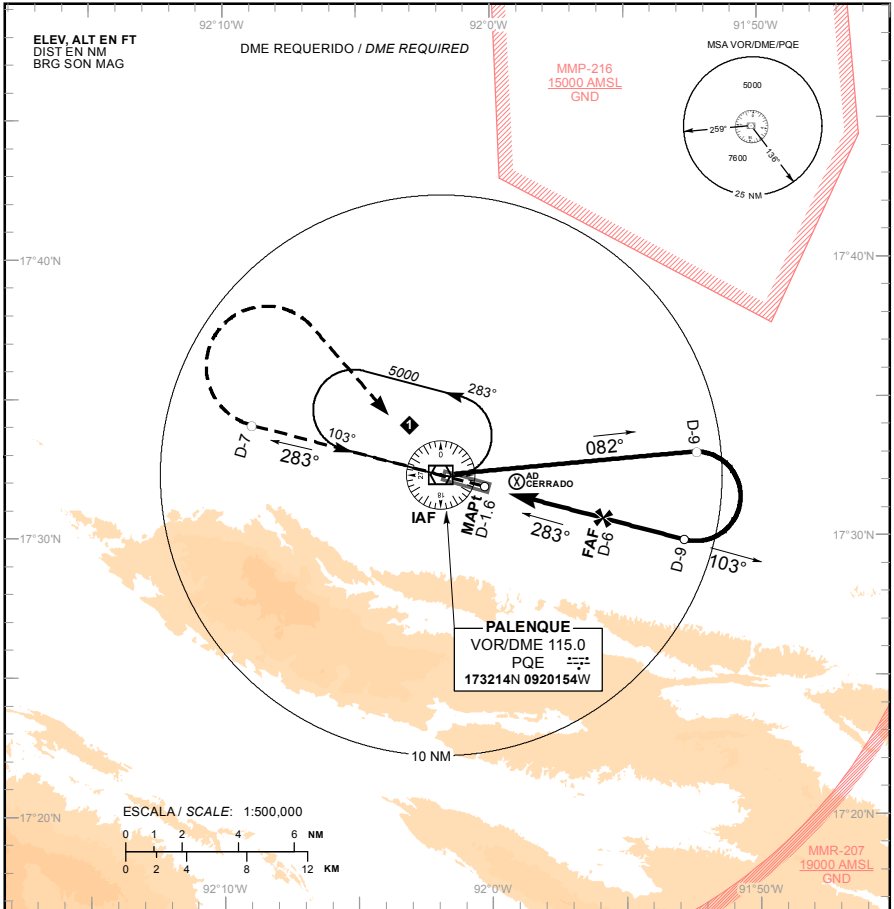 92°10'W
92°0'W
91°50'W
ELEV, ALT EN FT
DIST EN NM
BRG SON MAG
DME REQUERIDO / DME REQUIRED
MMP-216
15000 AMSL
GND
MSA VOR/DME/PQE
5000
259°
136°
7600
25 NM
17°40'N
17°40'N
5000
283°
1
103°
D-7
283°
082°
D-9
0
18
27
AD
CERRADO
IAF
MAPt
D-1.6
283°
FAF
D-6
D-9
103°
17°30'N
17°30'N
PALENQUE
VOR/DME 115.0
PQE
173214N 0920154W
10 NM
ESCALA / SCALE: 1:500,000
0 1 2 4 6 NM
0 2 4 8 12 KM
17°20'N
17°20'N
MMR-207
19000 AMSL
GND
92°10'W
92°0'W
91°50'W